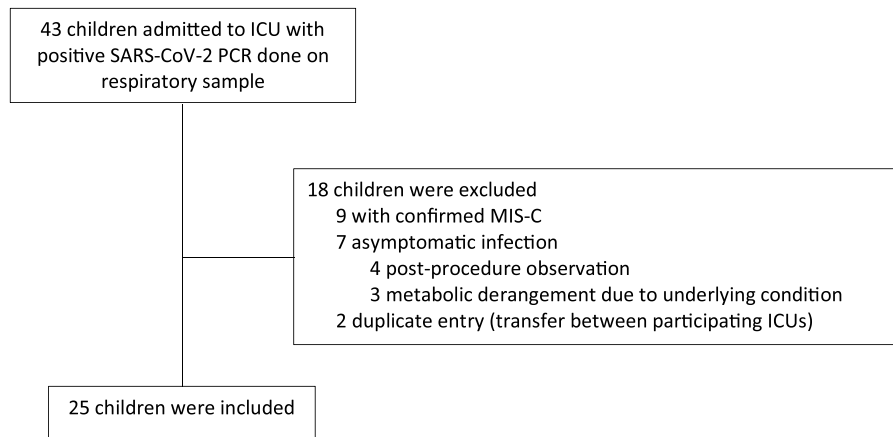 43 children admitted to ICU with
positive SARS-CoV-2 PCR done on
respiratory sample
18 children were excluded
9 with confirmed MIS-C
7 asymptomatic infection
4 post-procedure observation
3 metabolic derangement due to underlying condition
2 duplicate entry (transfer between participating ICUs)
25 children were included